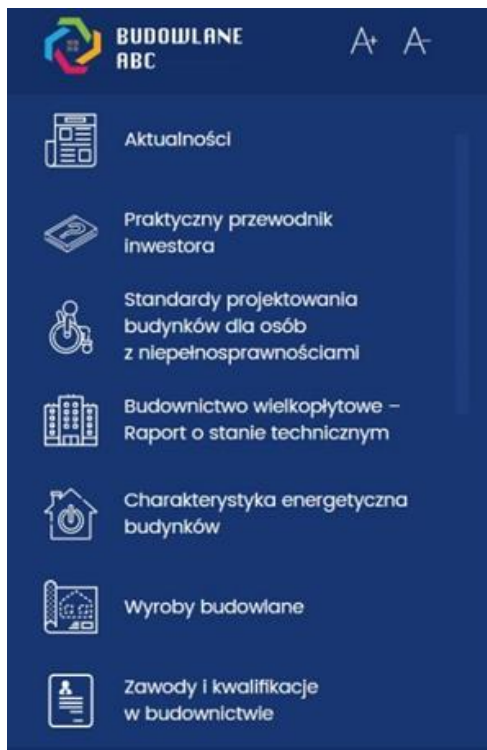 BUDOWLANE
ABC
A+ A-
Aktualności
Praktyczny przewodnik
inwestora
Standardy projektowania
budynków dla osób
z niepełnosprawnościami
Budownictwo wielkopłytowe –
Raport o stanie technicznym
Charakterystyka energetyczna
budynków
Wyroby budowlane
Zawody i kwalifikacje
w budownictwie